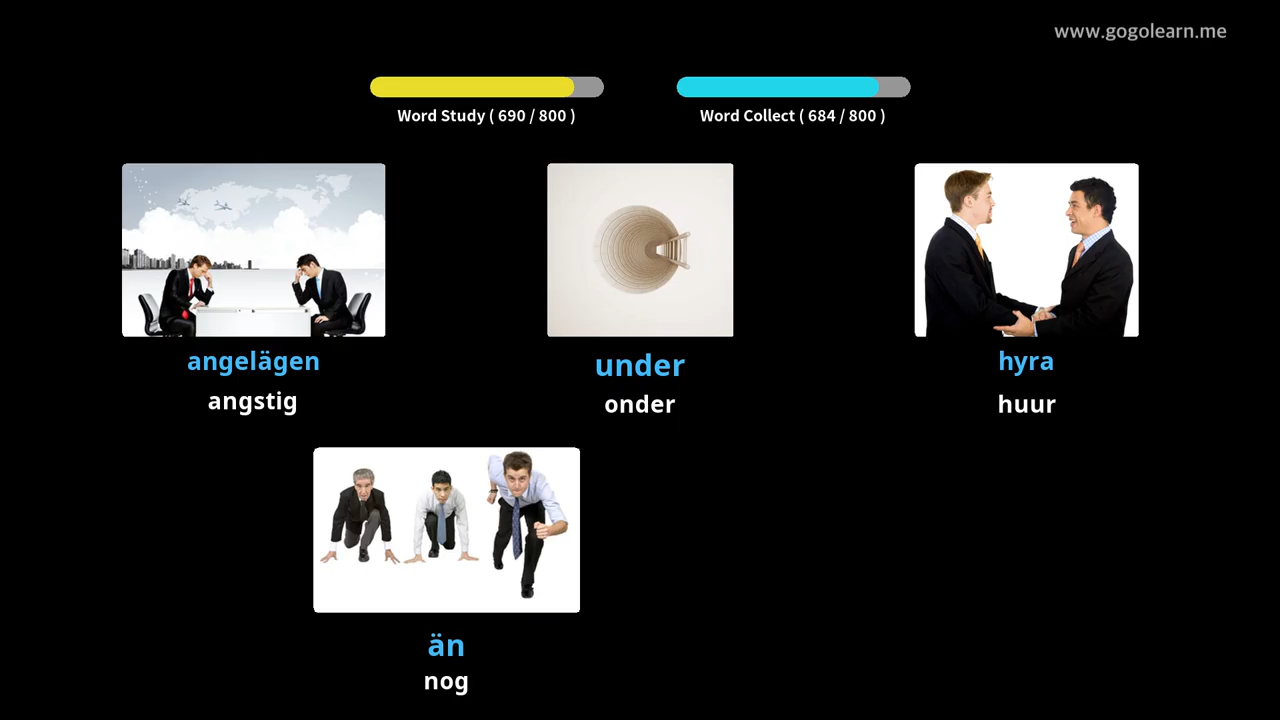 www.gogolearn.me
Word Study ( 690 / 800 )
Word Collect ( 684 / 800 )
angelägen
angstig
under
onder
hyra
huur
än
nog